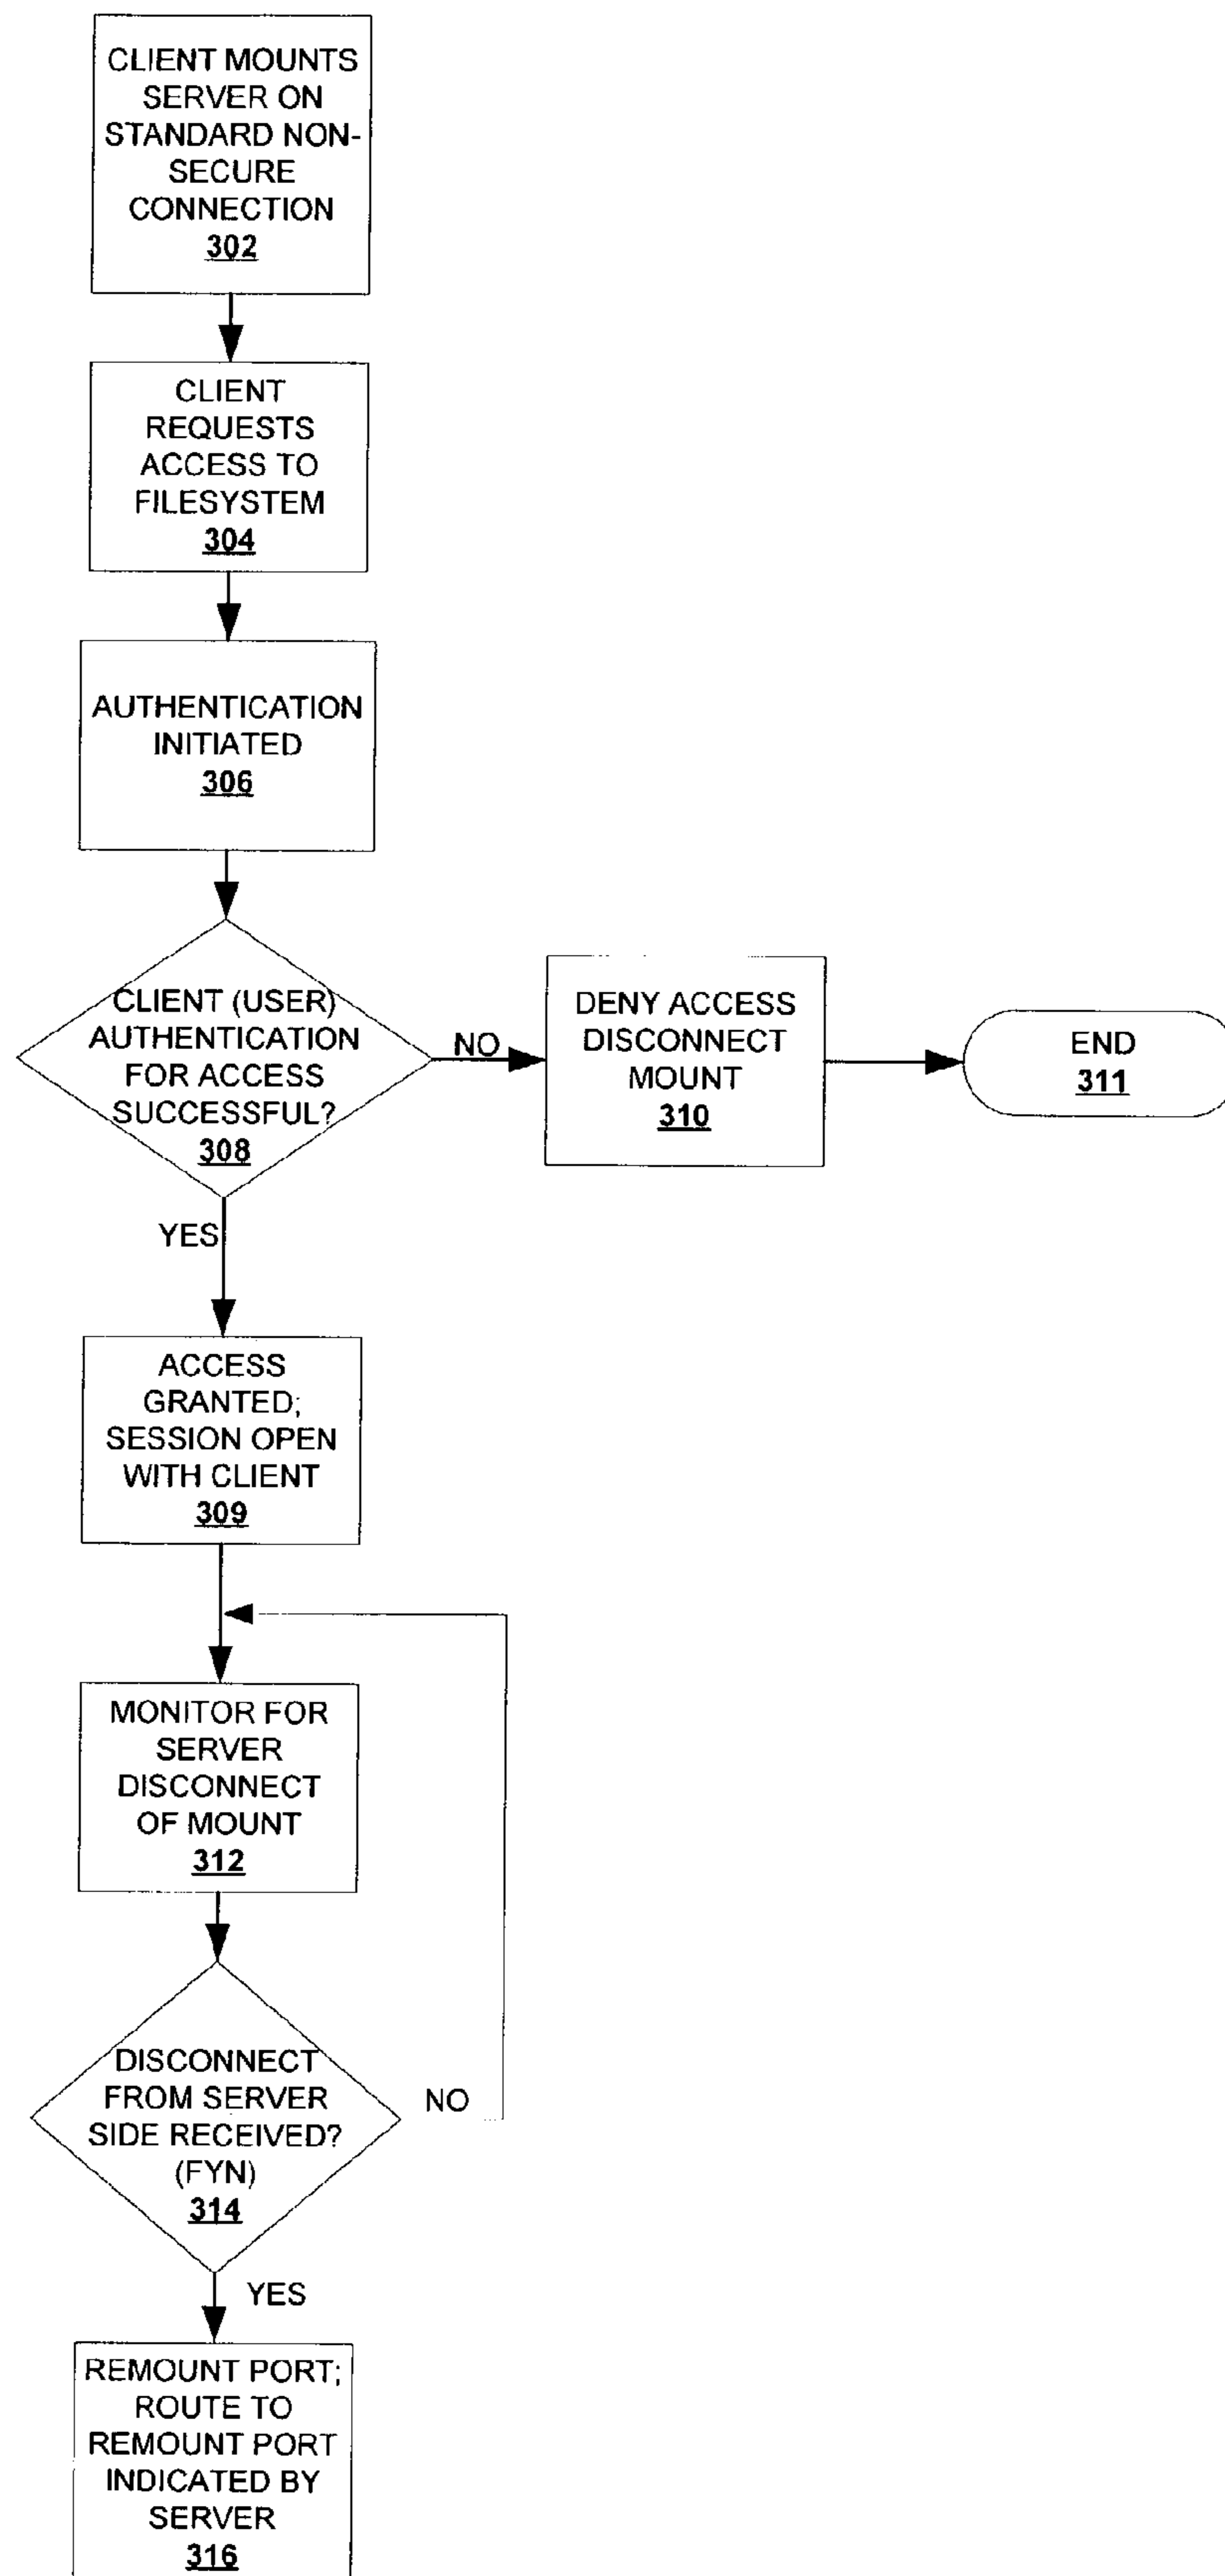 CLIENT MOUNTS
SERVER ON
STANDARD NON-
SECURE
CONNECTION
302
CLIENT
REQUESTS
ACCESS TO
FILESYSTEM
304
AUTHENTICATION
INITIATED
306
CLIENT (USER)
AUTHENTICATION
FOR ACCESS
SUCCESSFUL?
308
NO
DENY ACCESS
DISCONNECT
MOUNT
310
END
311
YES
ACCESS
GRANTED;
SESSION OPEN
WITH CLIENT
309
MONITOR FOR
SERVER
DISCONNECT
OF MOUNT
312
DISCONNECT
FROM SERVER
SIDE RECEIVED?
(FYN)
314
NO
YES
REMOUNT PORT;
ROUTE TO
REMOUNT PORT
INDICATED BY
SERVER
316